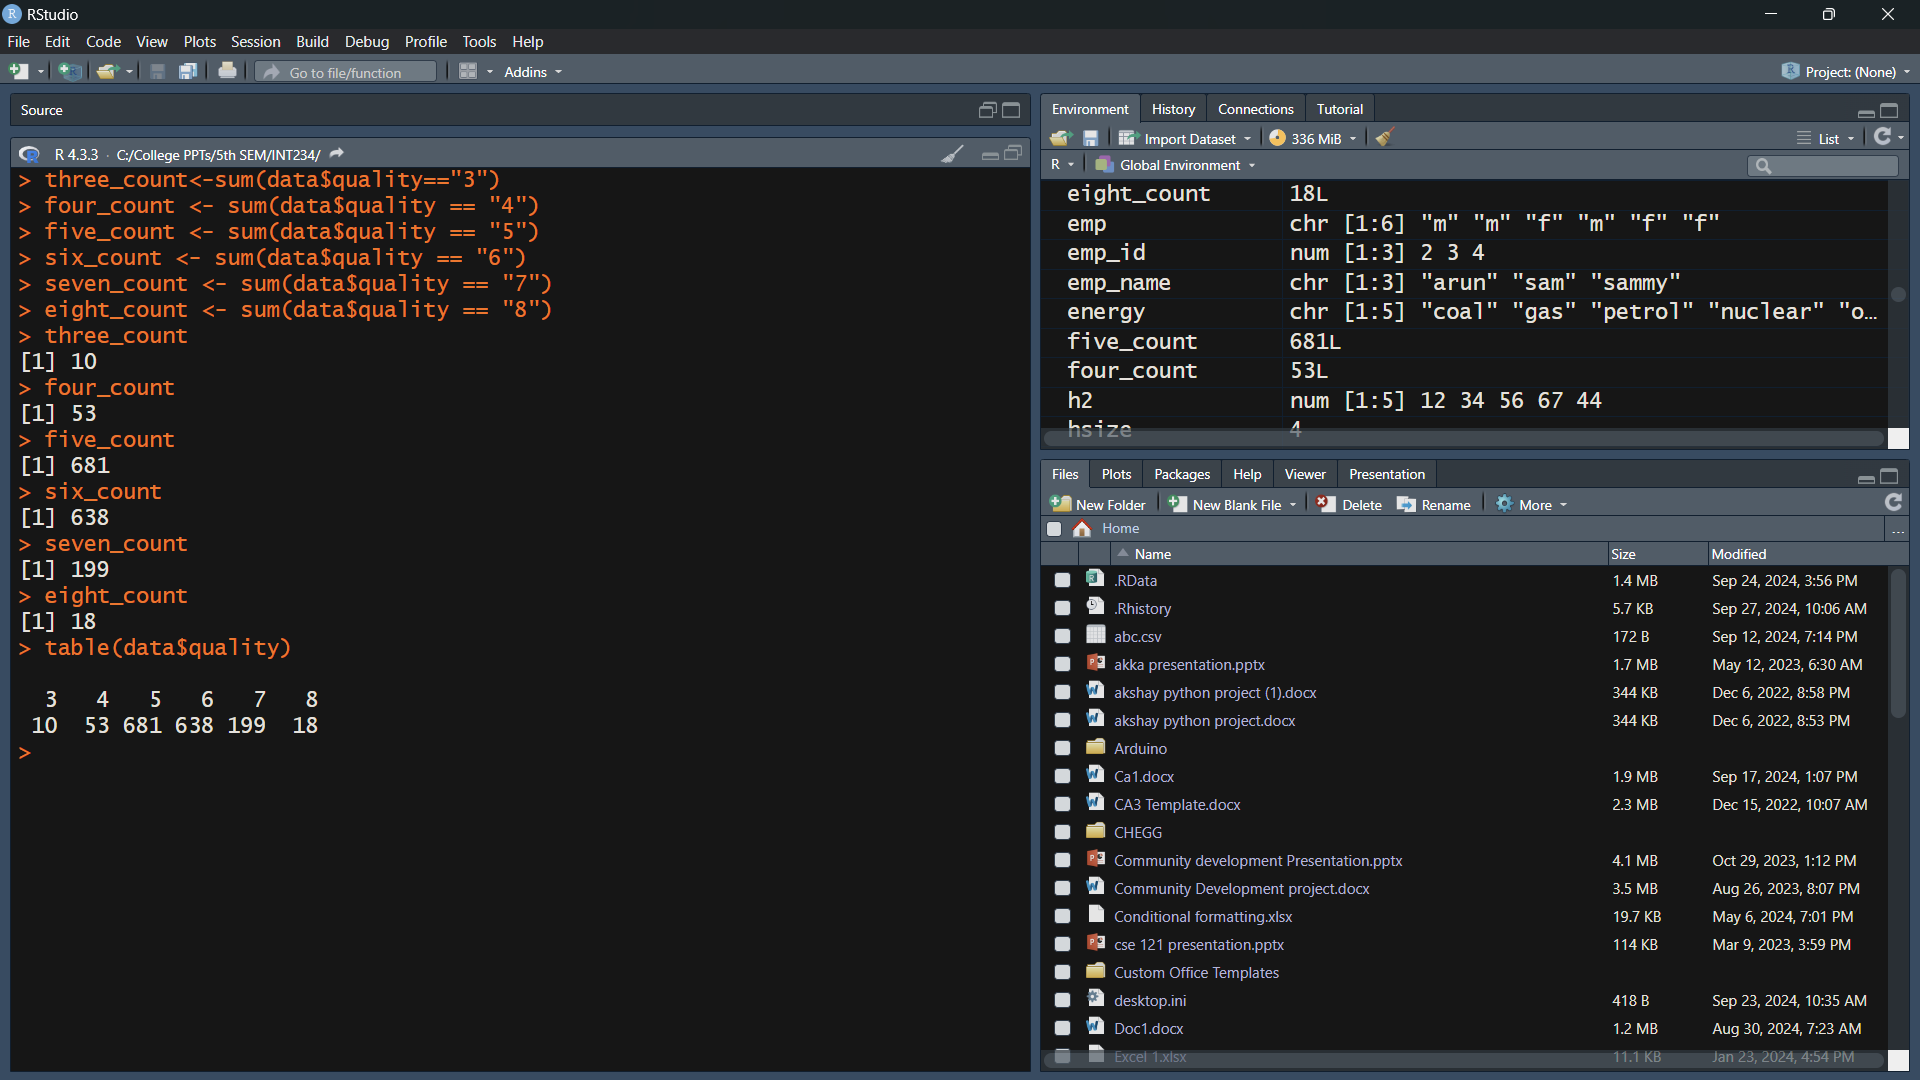 RStudio
File Edit Code View Plots Session Build Debug Profile Tools Help
Go to file/function Addins Project: (None)
Source
R 4.3.3 · C:/College PPTs/5th SEM/INT234/
> three_count<-sum(data$quality=="3")
> four_count <- sum(data$quality == "4")
> five_count <- sum(data$quality == "5")
> six_count <- sum(data$quality == "6")
> seven_count <- sum(data$quality == "7")
> eight_count <- sum(data$quality == "8")
> three_count
[1] 10
> four_count
[1] 53
> five_count
[1] 681
> six_count
[1] 638
> seven_count
[1] 199
> eight_count
[1] 18
> table(data$quality)
3 4 5 6 7 8
10 53 681 638 199 18
>
Environment History Connections Tutorial
Import Dataset 336 MiB List
R Global Environment
eight_count 18L
emp chr [1:6] "m" "m" "f" "m" "f" "f"
emp_id num [1:3] 2 3 4
emp_name chr [1:3] "arun" "sam" "sammy"
energy chr [1:5] "coal" "gas" "petrol" "nuclear" "o…
five_count 681L
four_count 53L
h2 num [1:5] 12 34 56 67 44
hsize 4
Files Plots Packages Help Viewer Presentation
New Folder New Blank File Delete Rename More
Home ...
Name Size Modified
.RData 1.4 MB Sep 24, 2024, 3:56 PM
.Rhistory 5.7 KB Sep 27, 2024, 10:06 AM
abc.csv 172 B Sep 12, 2024, 7:14 PM
akka presentation.pptx 1.7 MB May 12, 2023, 6:30 AM
akshay python project (1).docx 344 KB Dec 6, 2022, 8:58 PM
akshay python project.docx 344 KB Dec 6, 2022, 8:53 PM
Arduino
Ca1.docx 1.9 MB Sep 17, 2024, 1:07 PM
CA3 Template.docx 2.3 MB Dec 15, 2022, 10:07 AM
CHEGG
Community development Presentation.pptx 4.1 MB Oct 29, 2023, 1:12 PM
Community Development project.docx 3.5 MB Aug 26, 2023, 8:07 PM
Conditional formatting.xlsx 19.7 KB May 6, 2024, 7:01 PM
cse 121 presentation.pptx 114 KB Mar 9, 2023, 3:59 PM
Custom Office Templates
desktop.ini 418 B Sep 23, 2024, 10:35 AM
Doc1.docx 1.2 MB Aug 30, 2024, 7:23 AM
Excel 1.xlsx 11.1 KB Jan 23, 2024, 4:54 PM